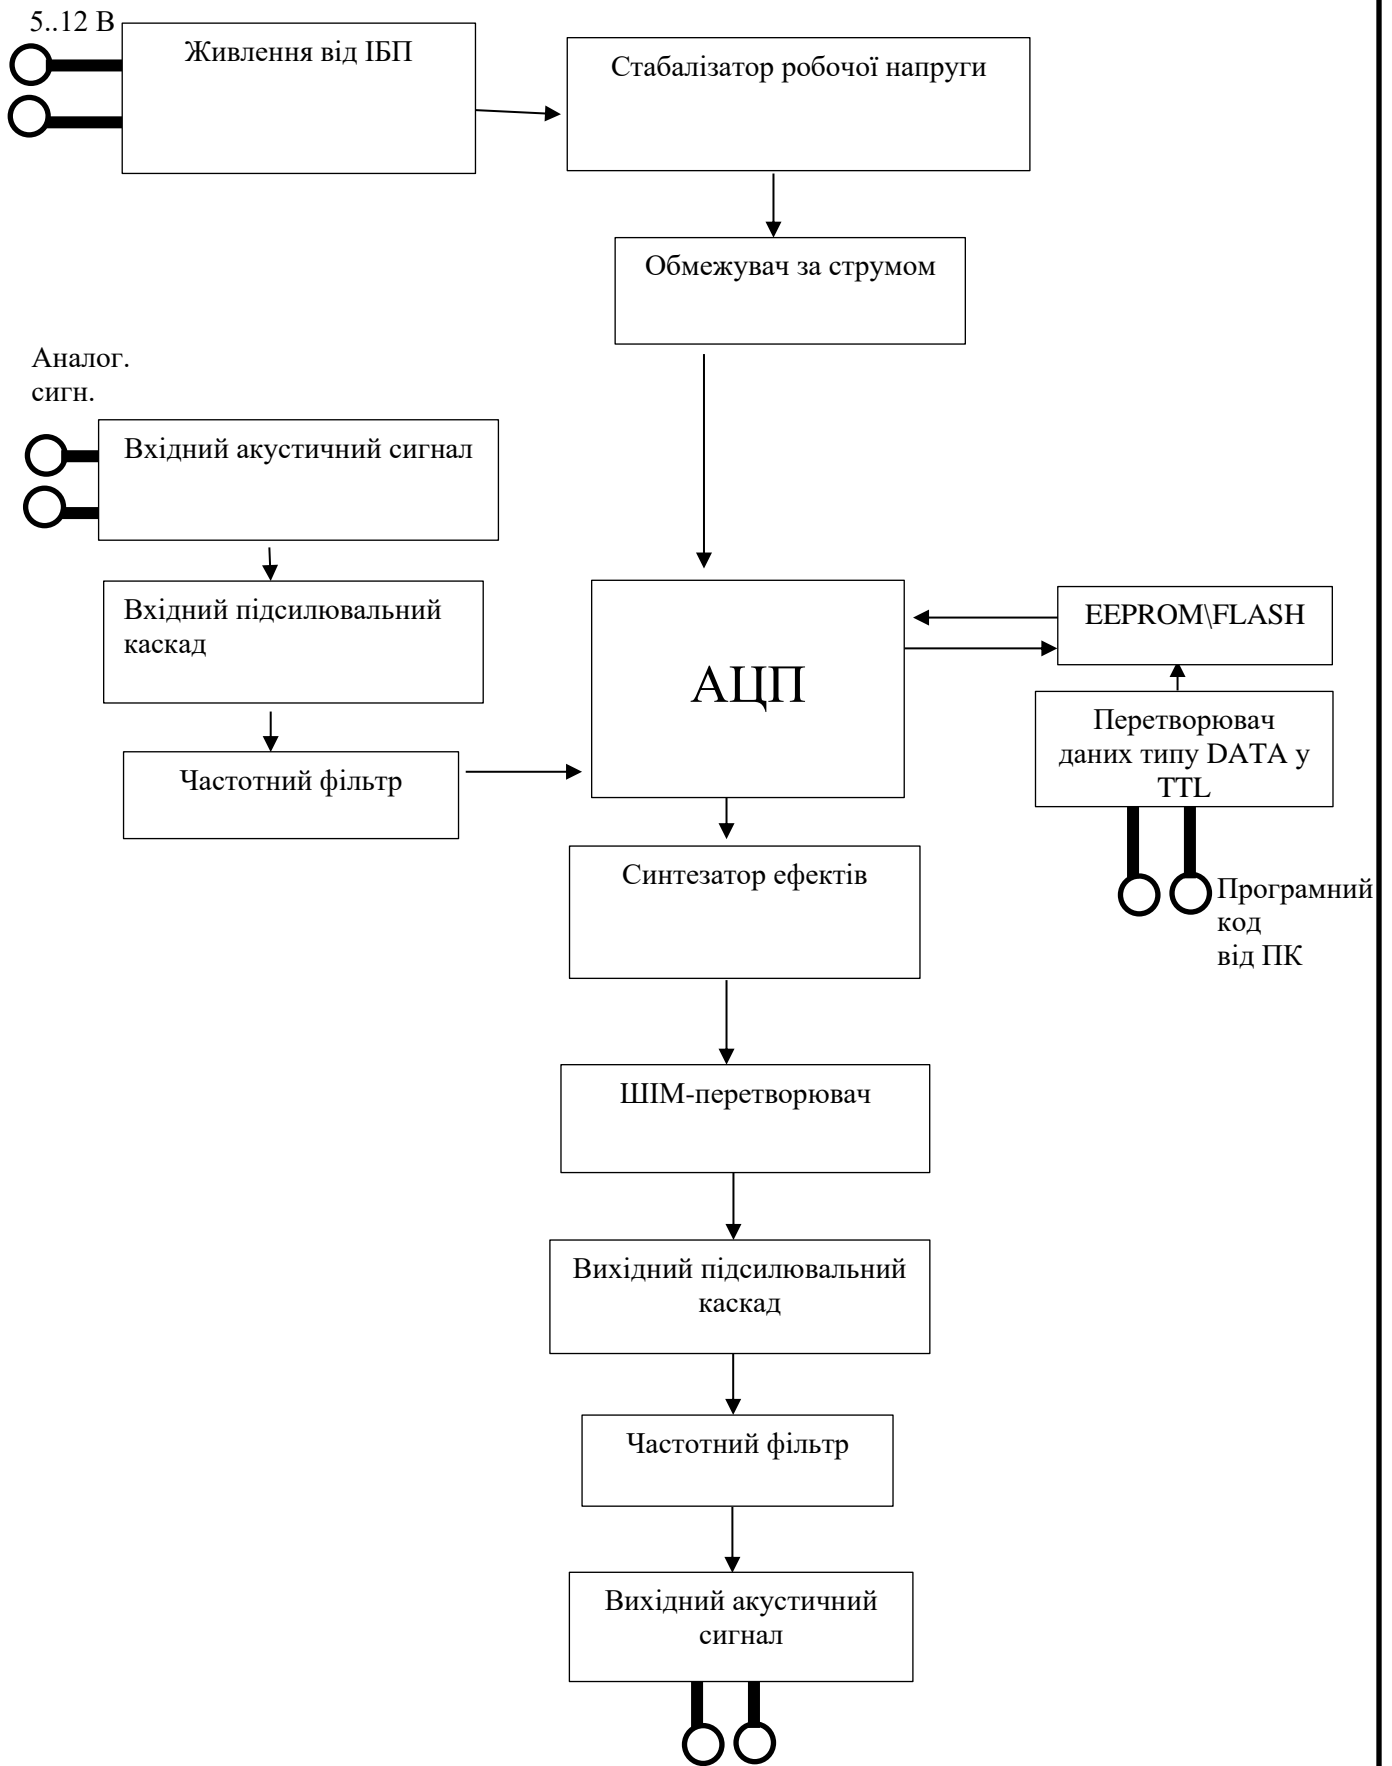 5..12 В
Живлення від ІБП
Стабалізатор робочої напруги
Обмежувач за струмом
Аналог.
сигн.
Вхідний акустичний сигнал
Вхідний підсилювальний
каскад
Частотний фільтр
АЦП
EEPROM\FLASH
Перетворювач
даних типу DATA у
TTL
Програмний
код
від ПК
Синтезатор ефектів
ШІМ-перетворювач
Вихідний підсилювальний
каскад
Частотний фільтр
Вихідний акустичний
сигнал